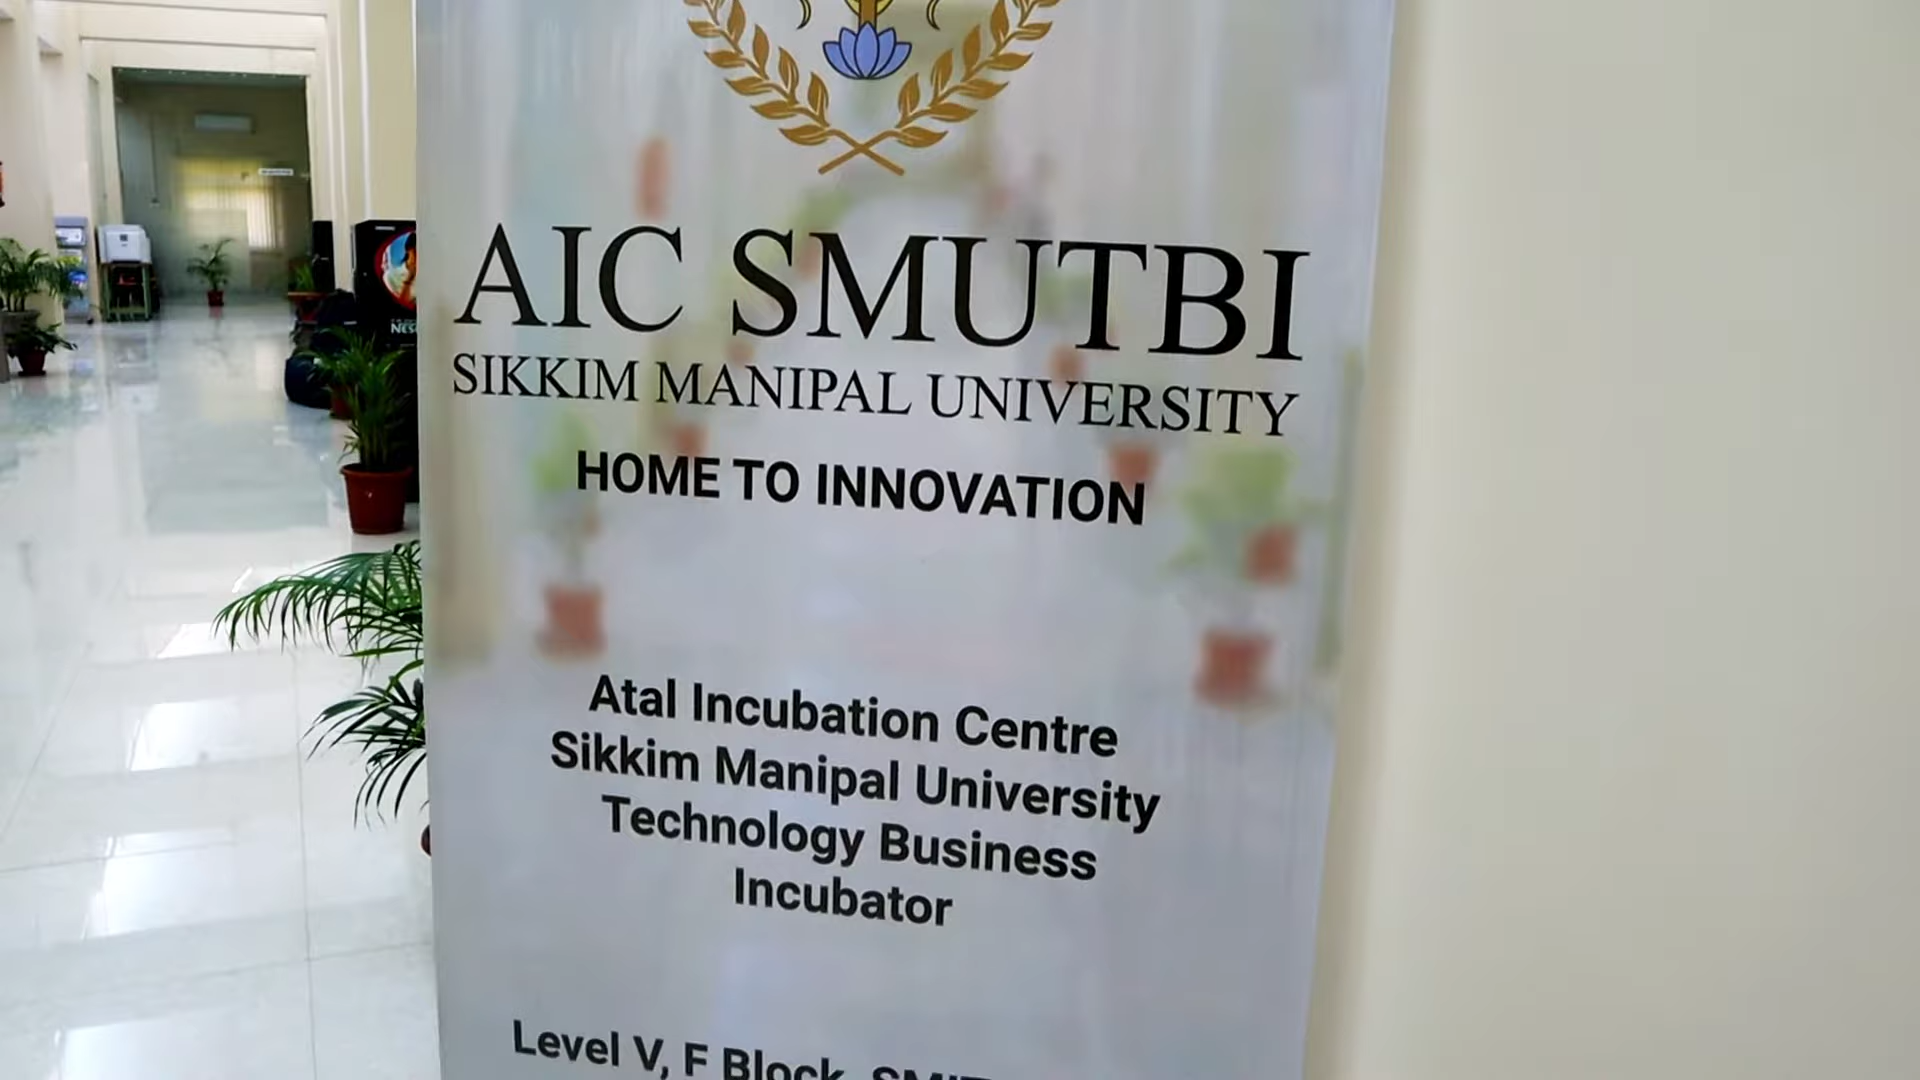 AIC SMUTBI
SIKKIM MANIPAL UNIVERSITY
HOME TO INNOVATION
Atal Incubation Centre
Sikkim Manipal University
Technology Business
Incubator
Level V, F Block, SMIT